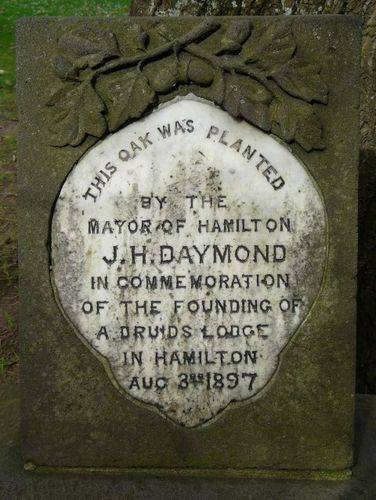 THIS OAK WAS PLANTED
BY THE
MAYOR OF HAMILTON
J.H. DAYMOND
IN COMMEMORATION
OF THE FOUNDING OF
A DRUIDS LODGE
IN HAMILTON
AUG 3RD 1897